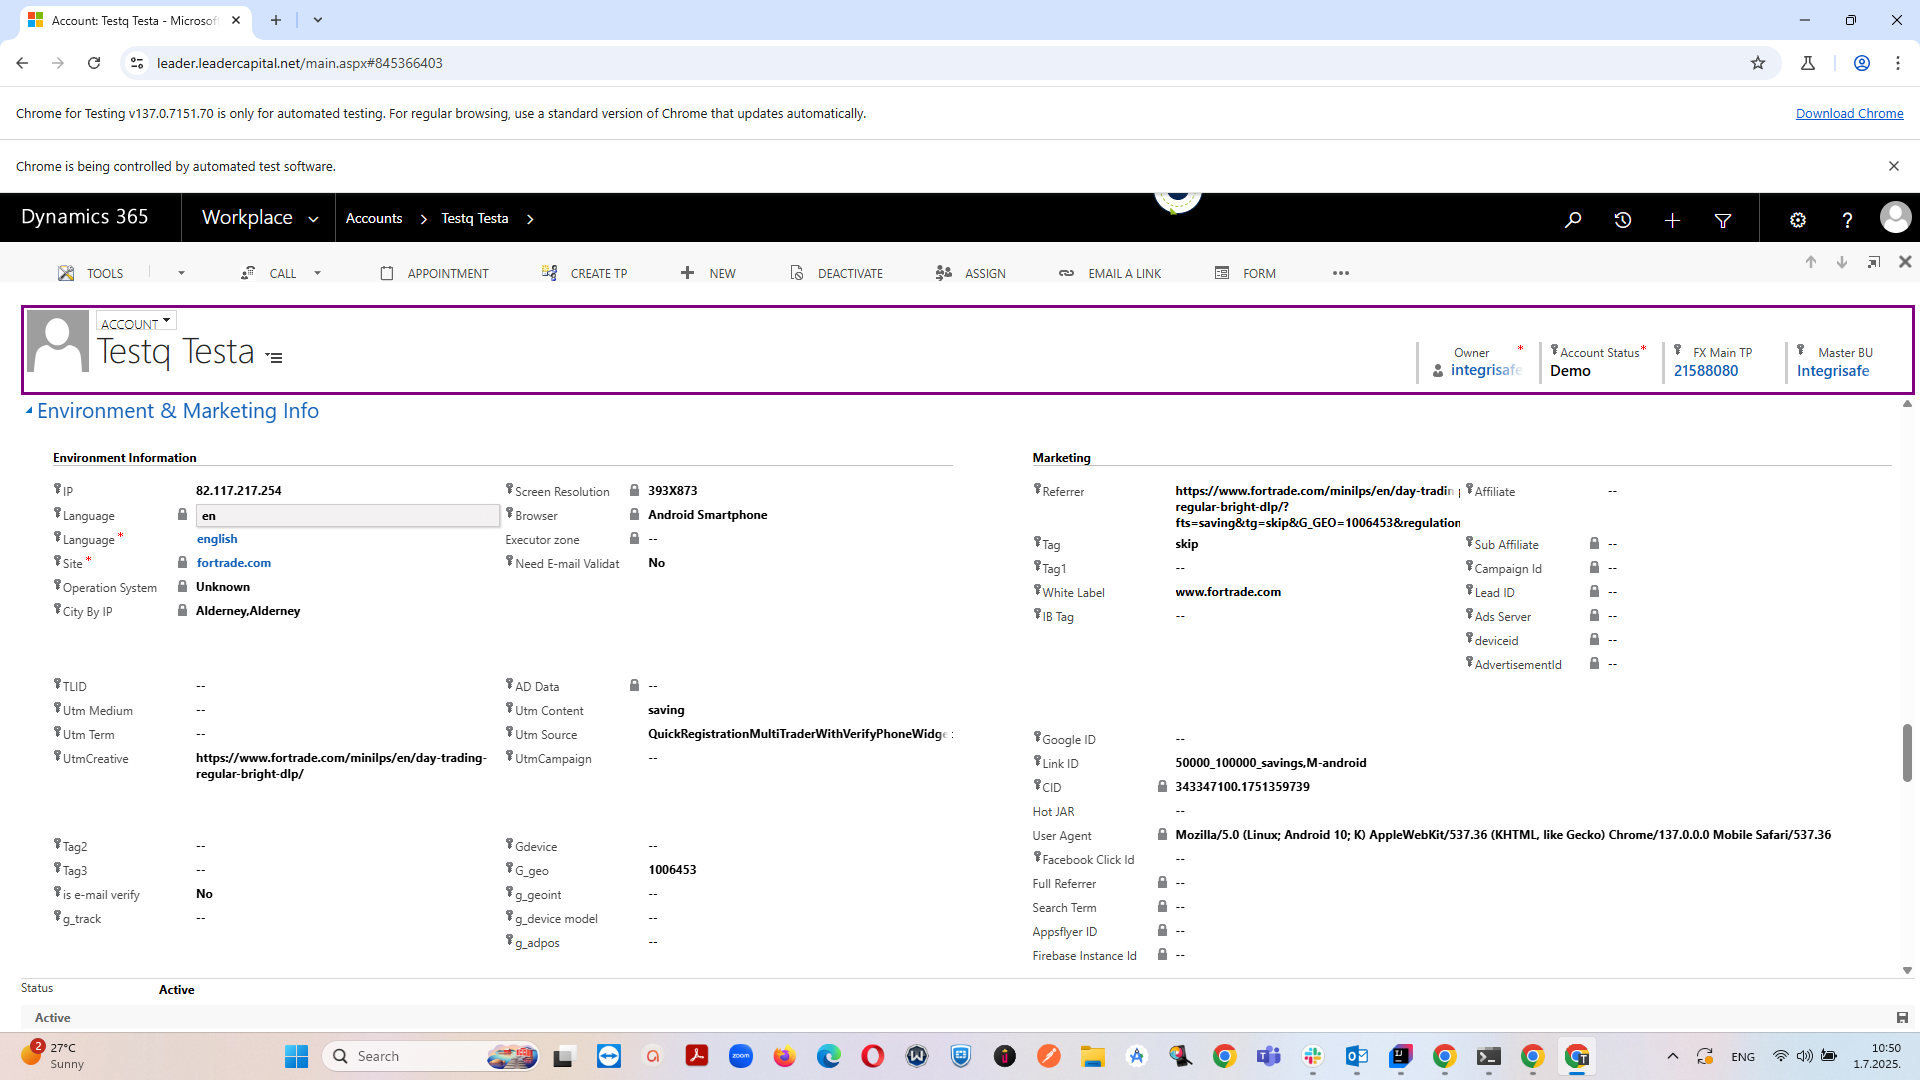 Account: Testq Testa - Microsof
leader.leadercapital.net/main.aspx#845366403
Chrome for Testing v137.0.7151.70 is only for automated testing. For regular browsing, use a standard version of Chrome that updates automatically.
Download Chrome
Chrome is being controlled by automated test software.
Dynamics 365
Workplace
Accounts
Testq Testa
TOOLS
CALL
APPOINTMENT
CREATE TP
NEW
DEACTIVATE
ASSIGN
EMAIL A LINK
FORM
ACCOUNT
Testq Testa
Owner *
integrisafe
Account Status *
Demo
FX Main TP
21588080
Master BU
Integrisafe
Environment & Marketing Info
Environment Information
IP 82.117.217.254
Language en
Language * english
Site * fortrade.com
Operation System Unknown
City By IP Alderney,Alderney
Screen Resolution 393X873
Browser Android Smartphone
Executor zone --
Need E-mail Validat No
TLID --
Utm Medium --
Utm Term --
UtmCreative https://www.fortrade.com/minilps/en/day-trading-
regular-bright-dlp/
AD Data --
Utm Content saving
Utm Source QuickRegistrationMultiTraderWithVerifyPhoneWidge
UtmCampaign --
Tag2 --
Tag3 --
is e-mail verify No
g_track --
Gdevice --
G_geo 1006453
g_geoint --
g_device model --
g_adpos --
Marketing
Referrer https://www.fortrade.com/minilps/en/day-tradin
regular-bright-dlp/?
fts=saving&tg=skip&G_GEO=1006453&regulation
Tag skip
Tag1 --
White Label www.fortrade.com
IB Tag --
Affiliate --
Sub Affiliate --
Campaign Id --
Lead ID --
Ads Server --
deviceid --
AdvertisementId --
Google ID --
Link ID 50000_100000_savings,M-android
CID 343347100.1751359739
Hot JAR --
User Agent Mozilla/5.0 (Linux; Android 10; K) AppleWebKit/537.36 (KHTML, like Gecko) Chrome/137.0.0.0 Mobile Safari/537.36
Facebook Click Id --
Full Referrer --
Search Term --
Appsflyer ID --
Firebase Instance Id --
Status Active
Active
2
27°C
Sunny
Search
zoom
ENG
10:50
1.7.2025.